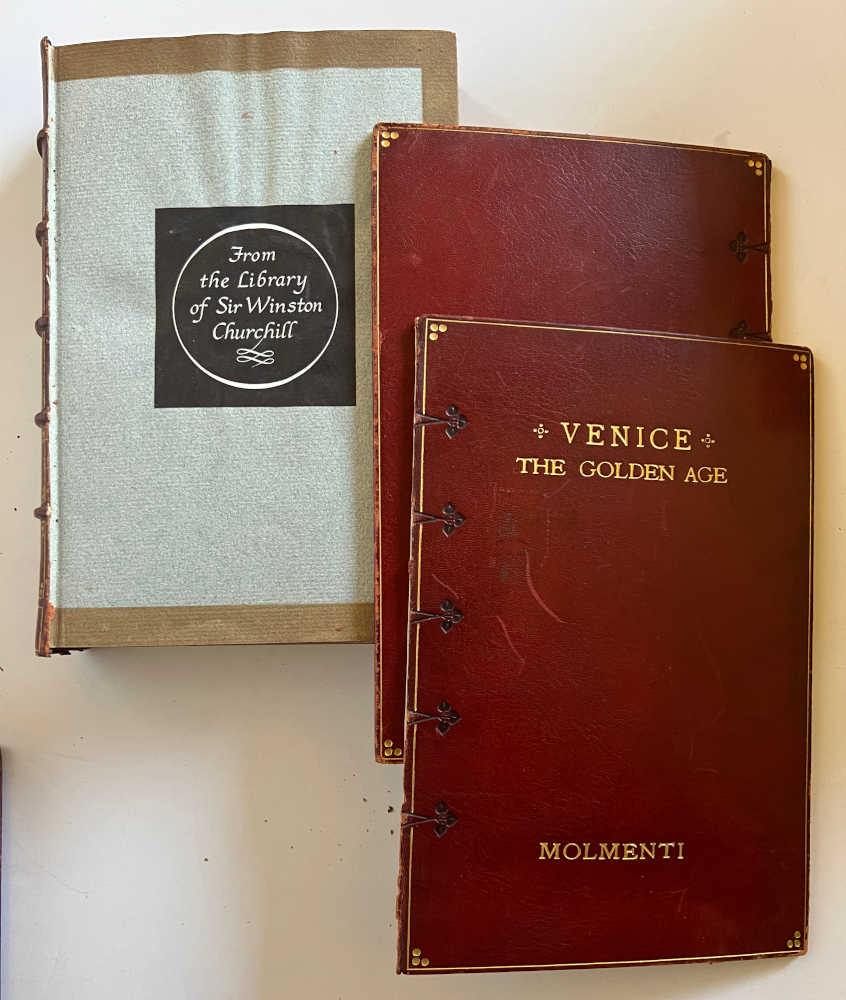 From
the Library
of Sir Winston
Churchill
VENICE
THE GOLDEN AGE
MOLMENTI